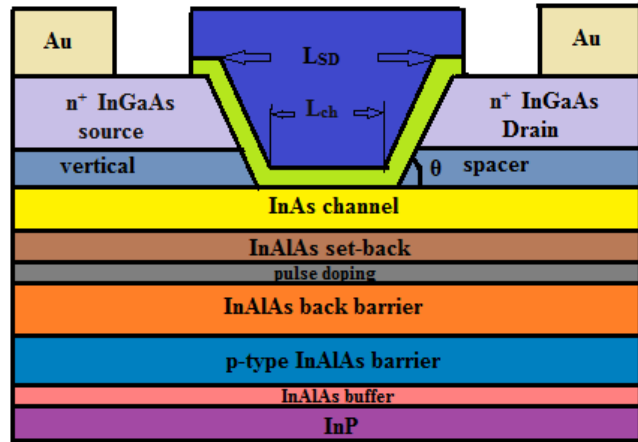 Au
Au
L_SD
L_ch
n⁺ InGaAs
source
n⁺ InGaAs
Drain
vertical
θ
spacer
InAs channel
InAlAs set-back
pulse doping
InAlAs back barrier
p-type InAlAs barrier
InAlAs buffer
InP